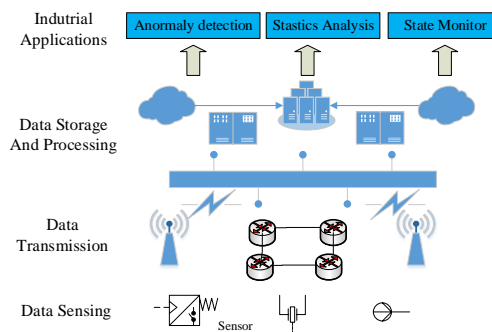 Indutrial
Applications
Anormaly detection
Stastics Analysis
State Monitor
Data Storage
And Processing
Data
Transmission
Data Sensing
Sensor